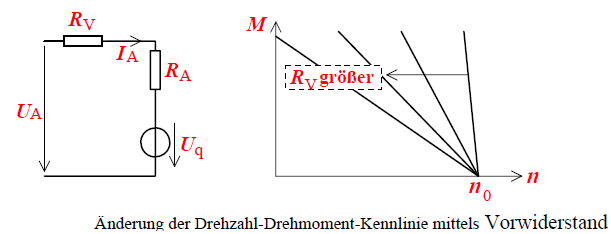 R_V
I_A
R_A
U_A
U_q
M
R_V größer
n
n_0
Änderung der Drehzahl-Drehmoment-Kennlinie mittels Vorwiderstand